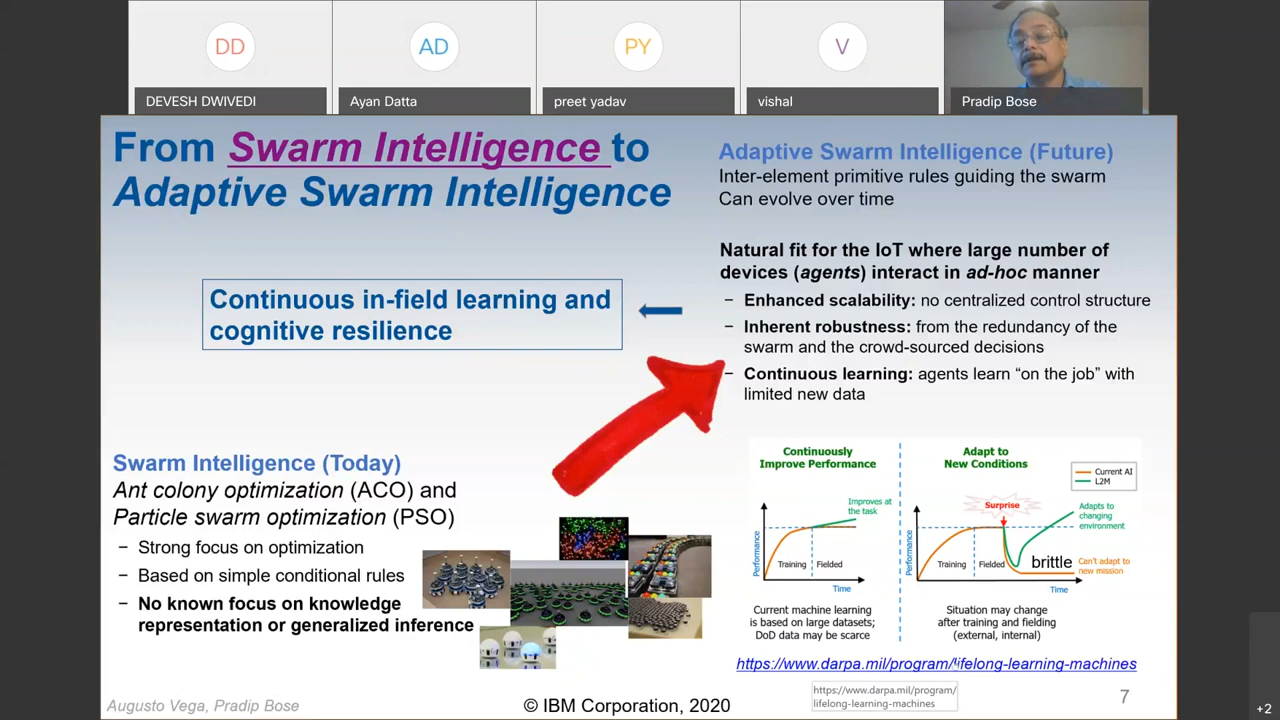 DD
AD
PY
V
DEVESH DWIVEDI
Ayan Datta
preet yadav
vishal
Pradip Bose
From Swarm Intelligence to
Adaptive Swarm Intelligence
Adaptive Swarm Intelligence (Future)
Inter-element primitive rules guiding the swarm
Can evolve over time
Natural fit for the IoT where large number of
devices (agents) interact in ad-hoc manner
− Enhanced scalability: no centralized control structure
− Inherent robustness: from the redundancy of the
swarm and the crowd-sourced decisions
− Continuous learning: agents learn “on the job” with
limited new data
Continuous in-field learning and
cognitive resilience
Swarm Intelligence (Today)
Ant colony optimization (ACO) and
Particle swarm optimization (PSO)
− Strong focus on optimization
− Based on simple conditional rules
− No known focus on knowledge
representation or generalized inference
Continuously
Improve Performance
Improves at
the task
Performance
Training
Fielded
Time
Current machine learning
is based on large datasets;
DoD data may be scarce
Adapt to
New Conditions
Current AI
L2M
Surprise
Adapts to
changing
environment
Performance
Training
Fielded
brittle
Can't adapt to
new mission
Time
Situation may change
after training and fielding
(external, internal)
https://www.darpa.mil/program/lifelong-learning-machines
https://www.darpa.mil/program/
lifelong-learning-machines
Augusto Vega, Pradip Bose
© IBM Corporation, 2020
7
+2